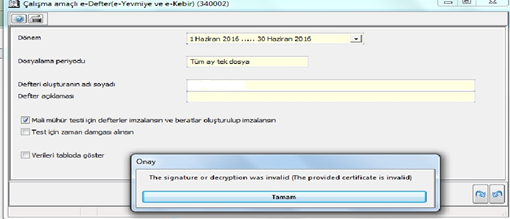 Çalışma amaçlı e-Defter(e-Yevmiye ve e-Kebir) (340002)
Dönem
1 Haziran 2016 ..... 30 Haziran 2016
Dosyalama periyodu
Tüm ay tek dosya
Defteri oluşturanın adı soyadı
Defter açıklaması
Mali mühür testi için defterler imzalansın ve beratlar oluşturulup imzalansın
Test için zaman damgası alınsın
Verileri tabloda göster
Onay
The signature or decryption was invalid (The provided certificate is invalid)
Tamam